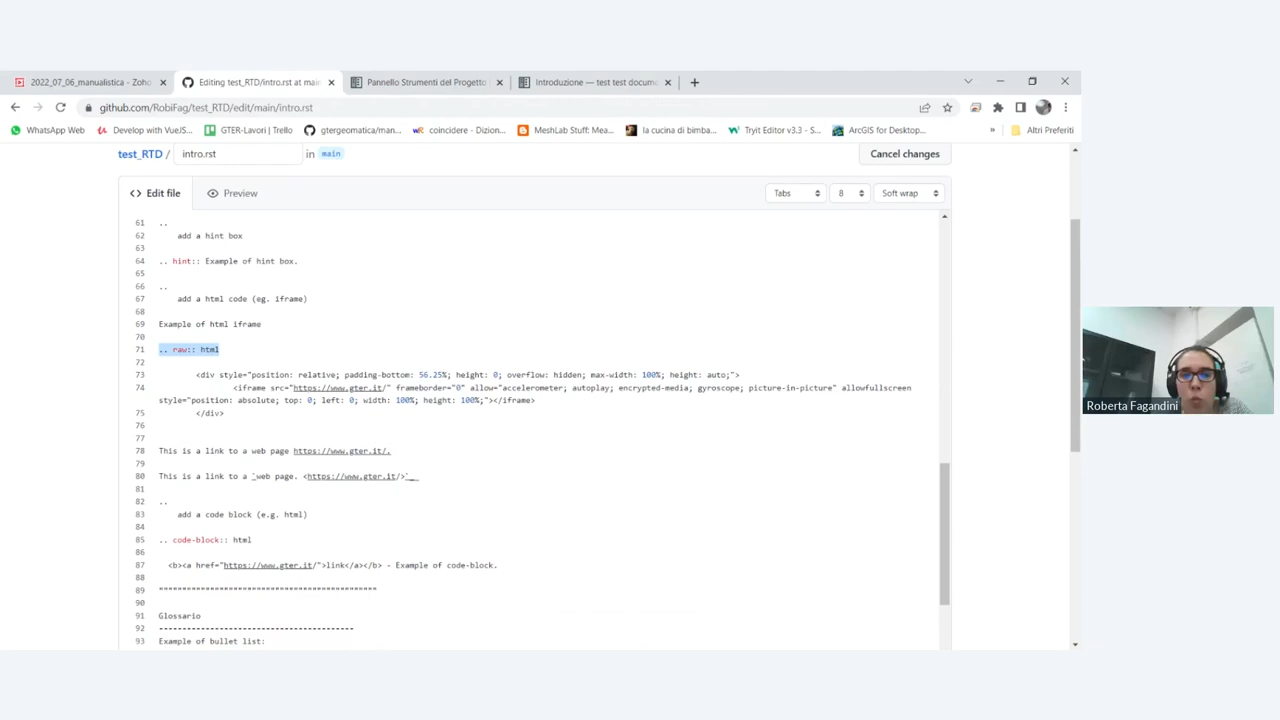 2022_07_06_manualistica - Zoho
Editing test_RTD/intro.rst at main
Pannello Strumenti del Progetto
Introduzione — test test docume
github.com/RobiFag/test_RTD/edit/main/intro.rst
WhatsApp Web
Develop with VueJS...
GTER-Lavori | Trello
gtergeomatica/man...
coincidere - Dizion...
MeshLab Stuff: Mea...
la cucina di bimba...
Tryit Editor v3.3 - S...
ArcGIS for Desktop...
»
Altri Preferiti
test_RTD / intro.rst in main
Cancel changes
<> Edit file
Preview
Tabs
8
Soft wrap
61 ..
62 add a hint box
63
64 .. hint:: Example of hint box.
65
66 ..
67 add a html code (eg. iframe)
68
69 Example of html iframe
70
71 .. raw:: html
72
73 <div style="position: relative; padding-bottom: 56.25%; height: 0; overflow: hidden; max-width: 100%; height: auto;">
74 <iframe src="https://www.gter.it/" frameborder="0" allow="accelerometer; autoplay; encrypted-media; gyroscope; picture-in-picture" allowfullscreen
style="position: absolute; top: 0; left: 0; width: 100%; height: 100%;"></iframe>
75 </div>
76
77
78 This is a link to a web page https://www.gter.it/.
79
80 This is a link to a `web page. <https://www.gter.it/>`_
81
82 ..
83 add a code block (e.g. html)
84
85 .. code-block:: html
86
87 <b><a href="https://www.gter.it/">link</a></b> - Example of code-block.
88
89 """""""""""""""""""""""""""""""""""""""""""""
90
91 Glossario
92 -------------------------------------------
93 Example of bullet list:
Roberta Fagandini